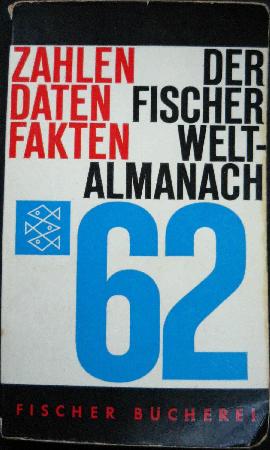 ZAHLEN DER
DATEN FISCHER
FAKTEN WELT-
ALMANACH
62
FISCHER BÜCHEREI